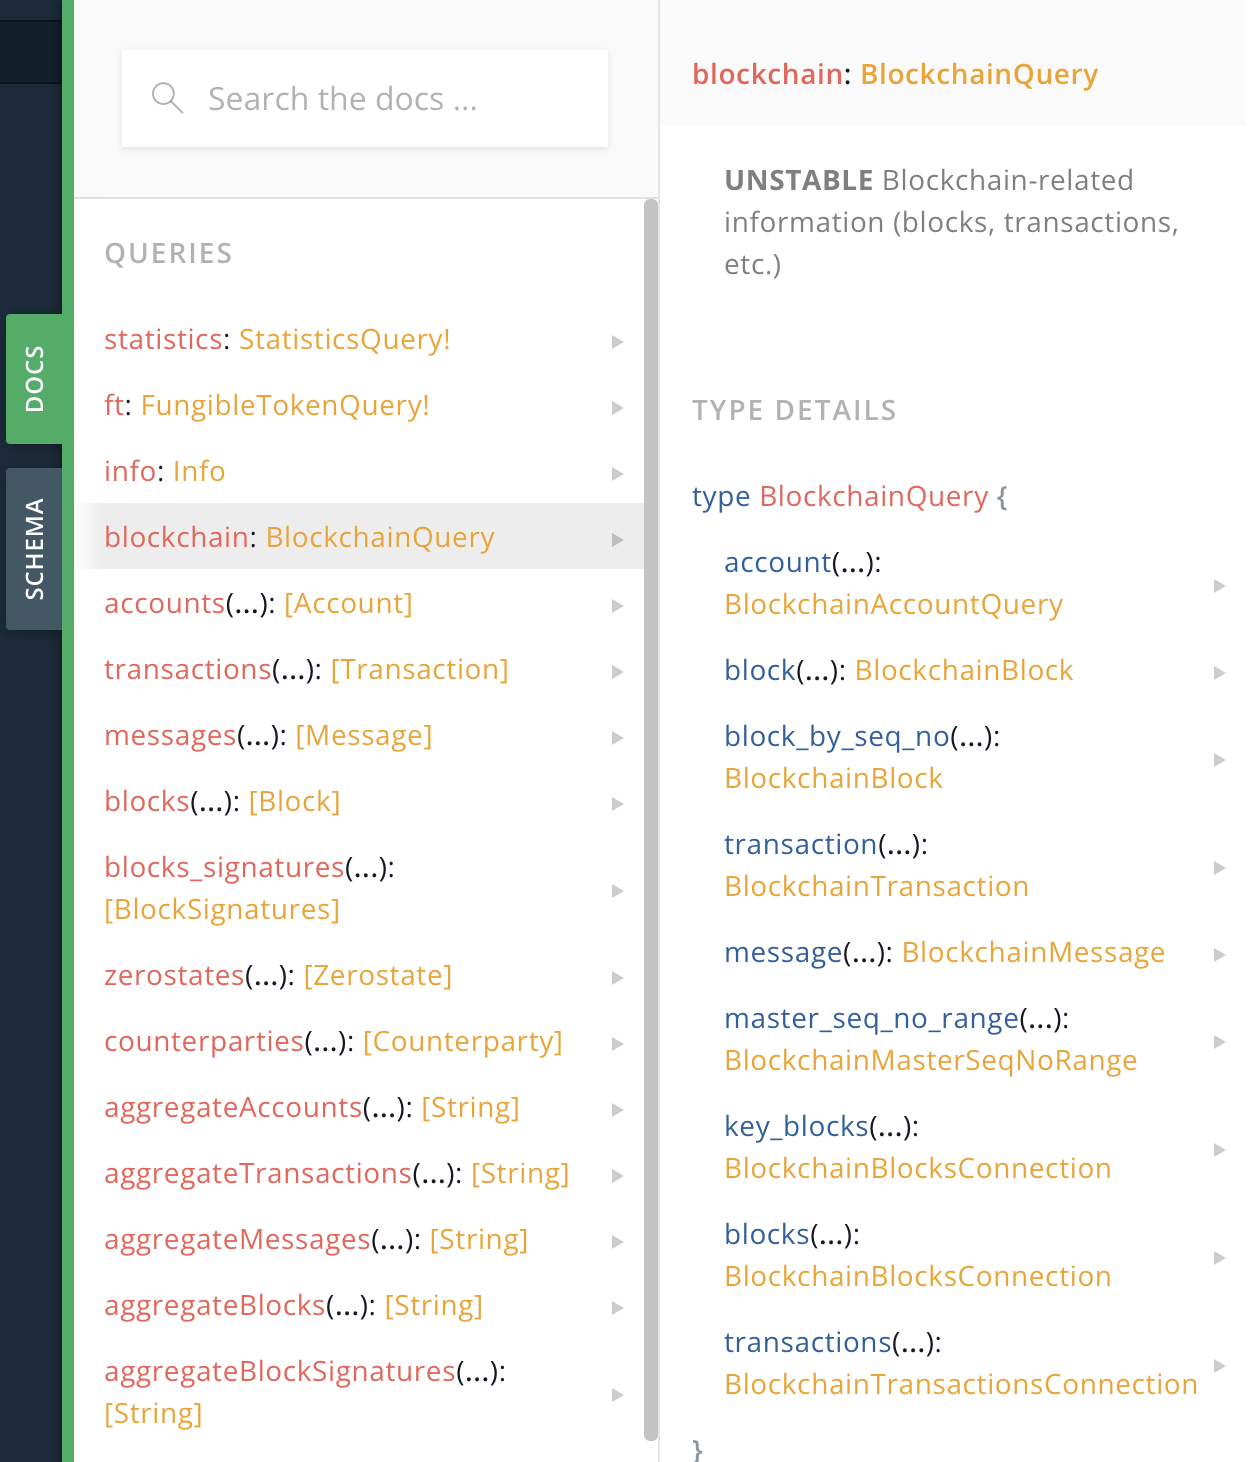 DOCS
SCHEMA
Search the docs ...
QUERIES
statistics: StatisticsQuery!
ft: FungibleTokenQuery!
info: Info
blockchain: BlockchainQuery
accounts(...): [Account]
transactions(...): [Transaction]
messages(...): [Message]
blocks(...): [Block]
blocks_signatures(...):
[BlockSignatures]
zerostates(...): [Zerostate]
counterparties(...): [Counterparty]
aggregateAccounts(...): [String]
aggregateTransactions(...): [String]
aggregateMessages(...): [String]
aggregateBlocks(...): [String]
aggregateBlockSignatures(...):
[String]
blockchain: BlockchainQuery
UNSTABLE Blockchain-related
information (blocks, transactions,
etc.)
TYPE DETAILS
type BlockchainQuery {
account(...):
BlockchainAccountQuery
block(...): BlockchainBlock
block_by_seq_no(...):
BlockchainBlock
transaction(...):
BlockchainTransaction
message(...): BlockchainMessage
master_seq_no_range(...):
BlockchainMasterSeqNoRange
key_blocks(...):
BlockchainBlocksConnection
blocks(...):
BlockchainBlocksConnection
transactions(...):
BlockchainTransactionsConnection
}